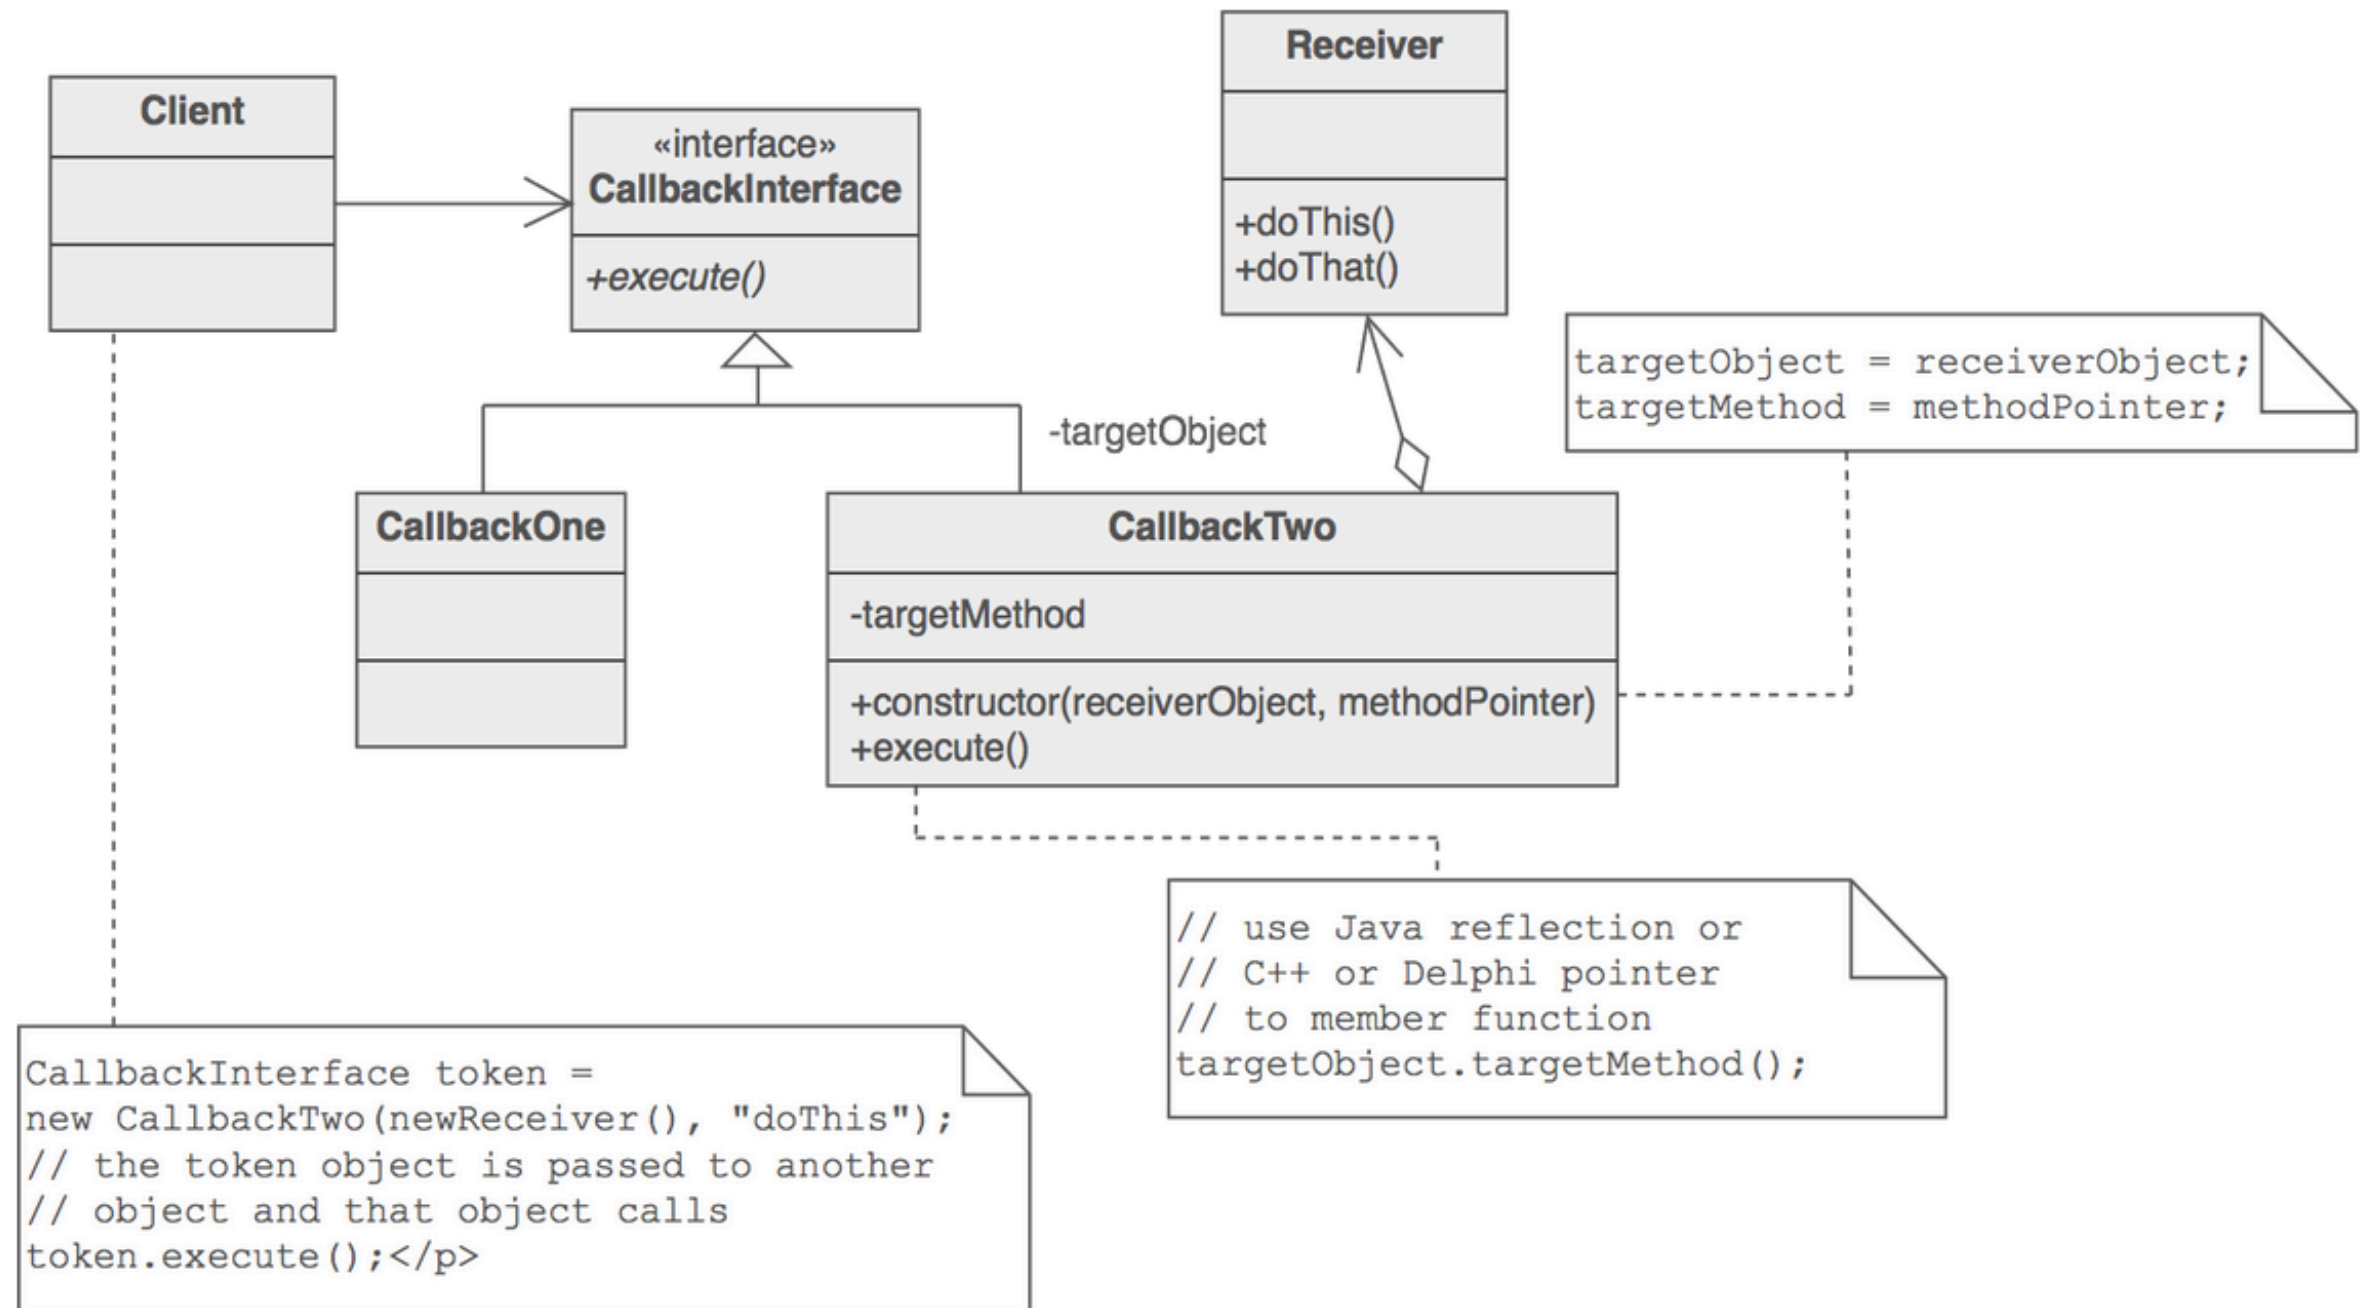 Client
«interface»
CallbackInterface
+execute()
Receiver
+doThis()
+doThat()
targetObject = receiverObject;
targetMethod = methodPointer;
-targetObject
CallbackOne
CallbackTwo
-targetMethod
+constructor(receiverObject, methodPointer)
+execute()
// use Java reflection or
// C++ or Delphi pointer
// to member function
targetObject.targetMethod();
CallbackInterface token =
new CallbackTwo(newReceiver(), "doThis");
// the token object is passed to another
// object and that object calls
token.execute();</p>